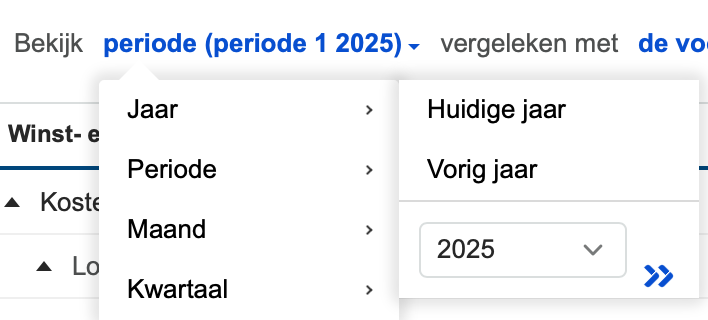 Bekijk periode (periode 1 2025) vergeleken met de vo
Jaar
Huidige jaar
Winst- e
Periode
Vorig jaar
Koste
Maand
2025
Lo
Kwartaal